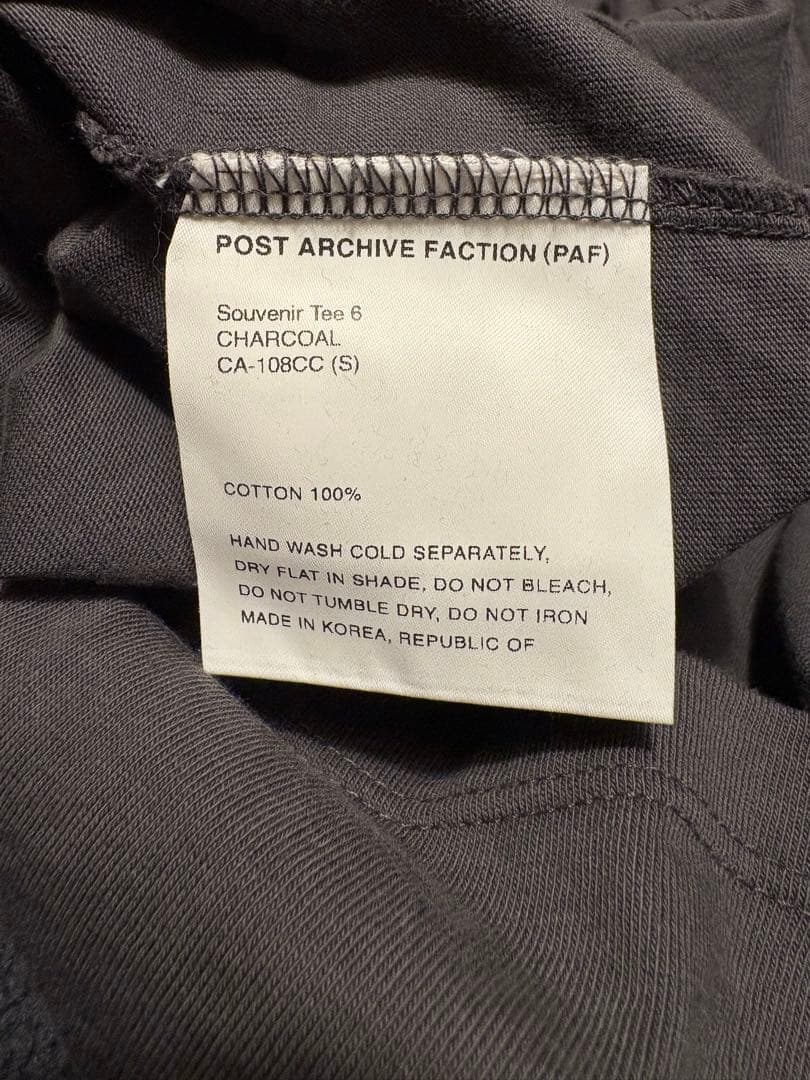 POST ARCHIVE FACTION (PAF)
Souvenir Tee 6
CHARCOAL
CA-108CC (S)
COTTON 100%
HAND WASH COLD SEPARATELY,
DRY FLAT IN SHADE, DO NOT BLEACH,
DO NOT TUMBLE DRY, DO NOT IRON
MADE IN KOREA, REPUBLIC OF